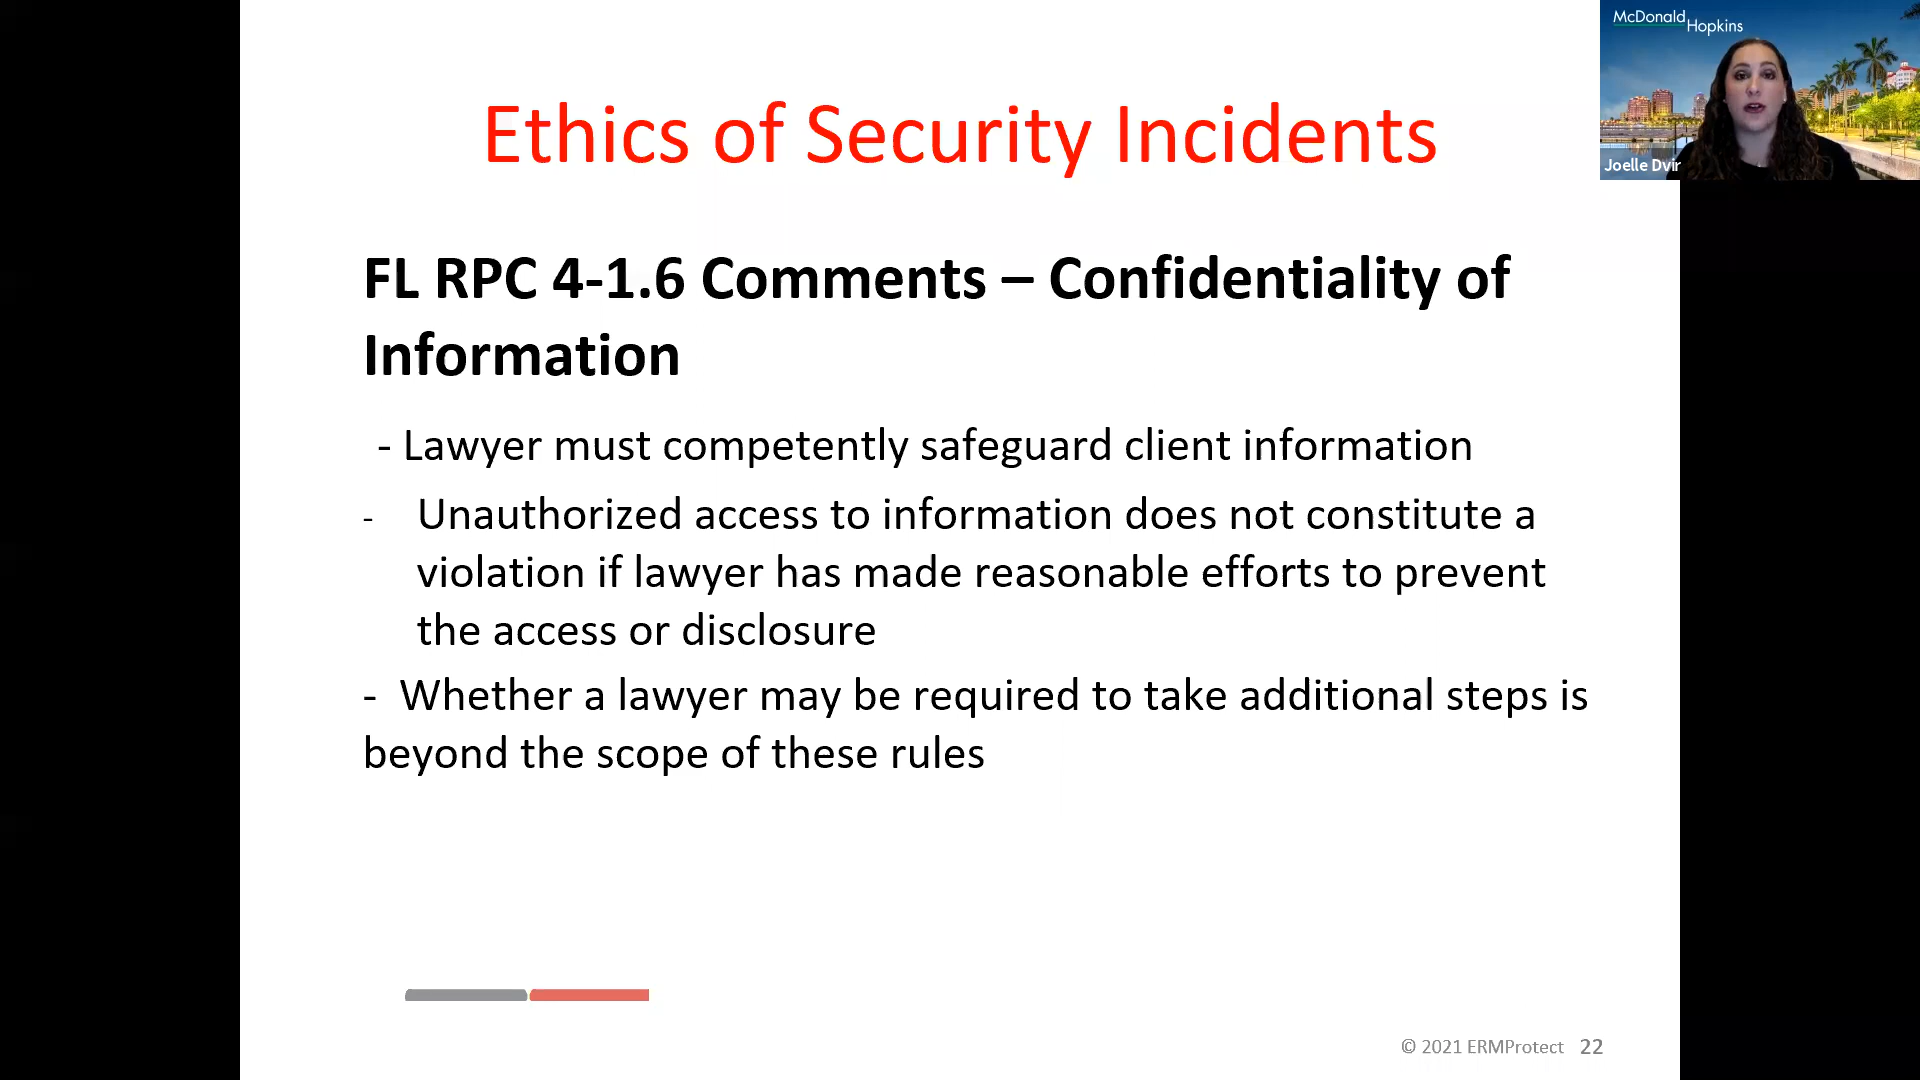 McDonald
Hopkins
Joelle Dvir
Ethics of Security Incidents
FL RPC 4-1.6 Comments – Confidentiality of
Information
- Lawyer must competently safeguard client information
- Unauthorized access to information does not constitute a
violation if lawyer has made reasonable efforts to prevent
the access or disclosure
- Whether a lawyer may be required to take additional steps is
beyond the scope of these rules
© 2021 ERMProtect 22